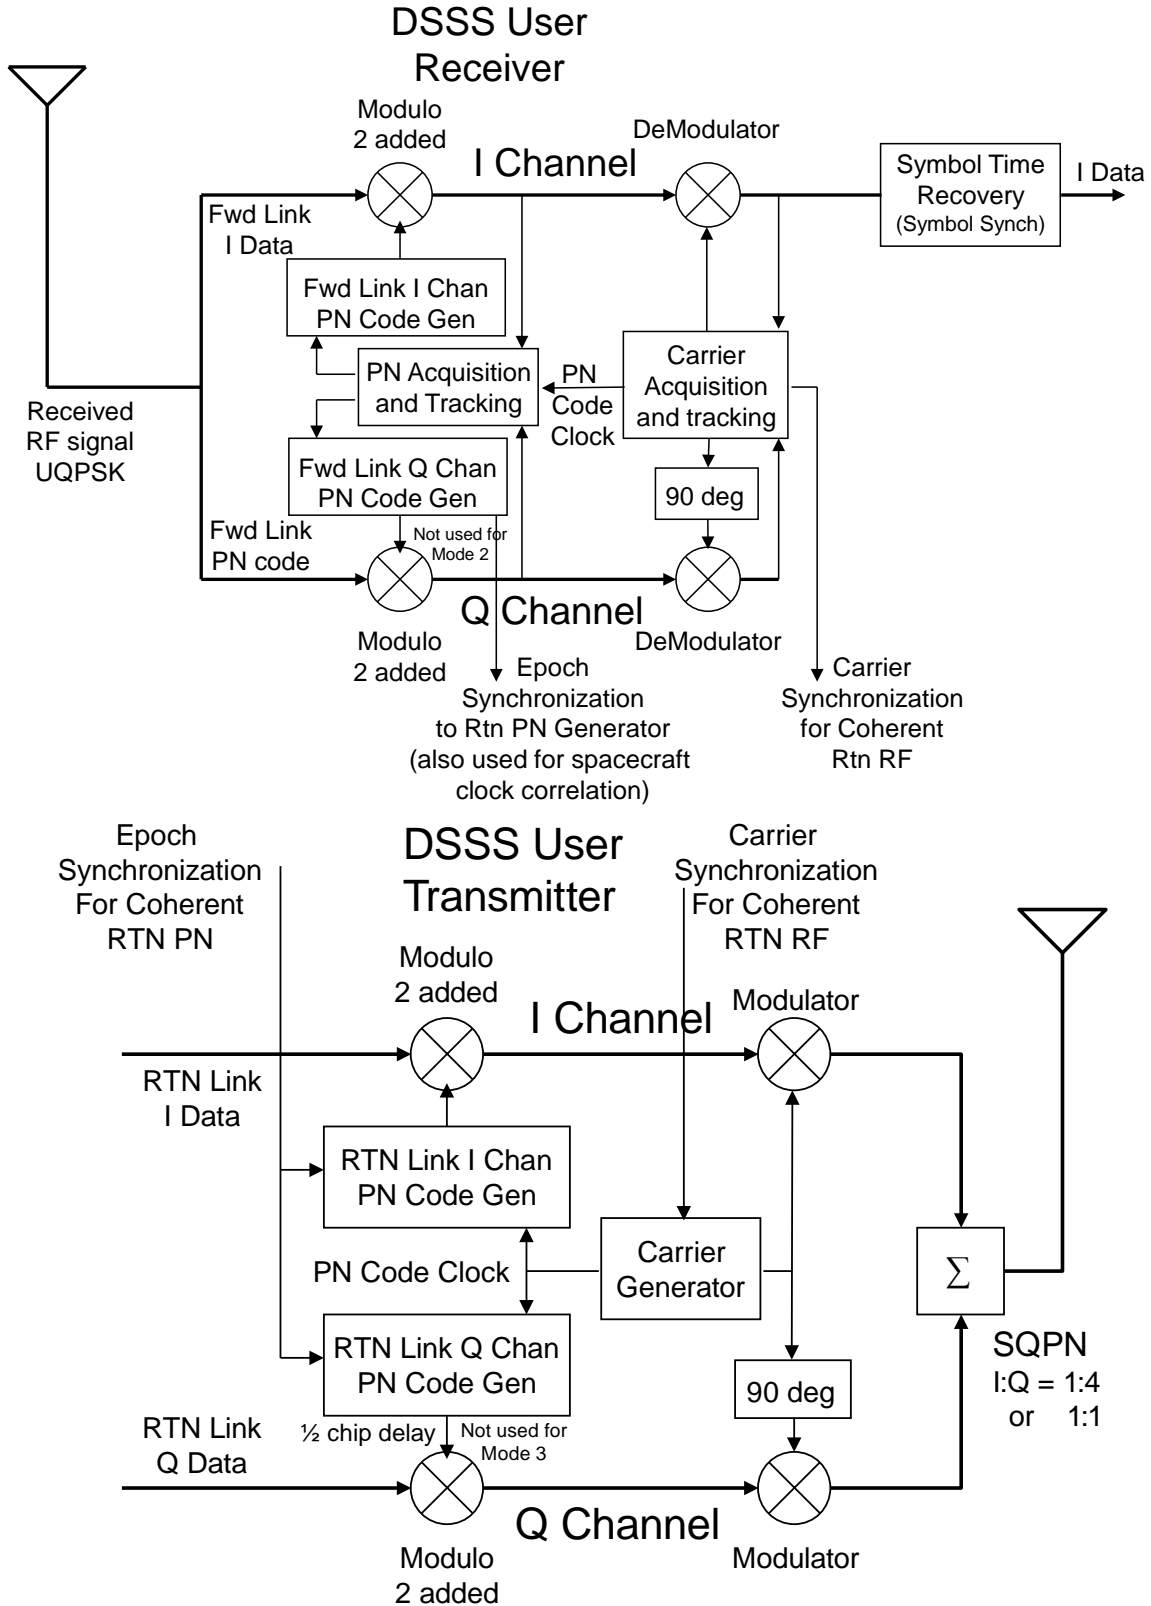 DSSS User
Receiver
Modulo
2 added
I Channel
DeModulator
Symbol Time
Recovery
(Symbol Synch)
I Data
Fwd Link
I Data
Fwd Link I Chan
PN Code Gen
PN Acquisition
and Tracking
PN
Code
Clock
Carrier
Acquisition
and tracking
Received
RF signal
UQPSK
Fwd Link Q Chan
PN Code Gen
90 deg
Fwd Link
PN code
Not used for
Mode 2
Q Channel
Modulo
2 added
DeModulator
Epoch
Synchronization
to Rtn PN Generator
(also used for spacecraft
clock correlation)
Carrier
Synchronization
for Coherent
Rtn RF
Epoch
Synchronization
For Coherent
RTN PN
DSSS User
Transmitter
Carrier
Synchronization
For Coherent
RTN RF
Modulo
2 added
I Channel
Modulator
RTN Link
I Data
RTN Link I Chan
PN Code Gen
PN Code Clock
Carrier
Generator
∑
RTN Link Q Chan
PN Code Gen
90 deg
SQPN
I:Q = 1:4
or 1:1
RTN Link
Q Data
½ chip delay
Not used for
Mode 3
Q Channel
Modulo
2 added
Modulator